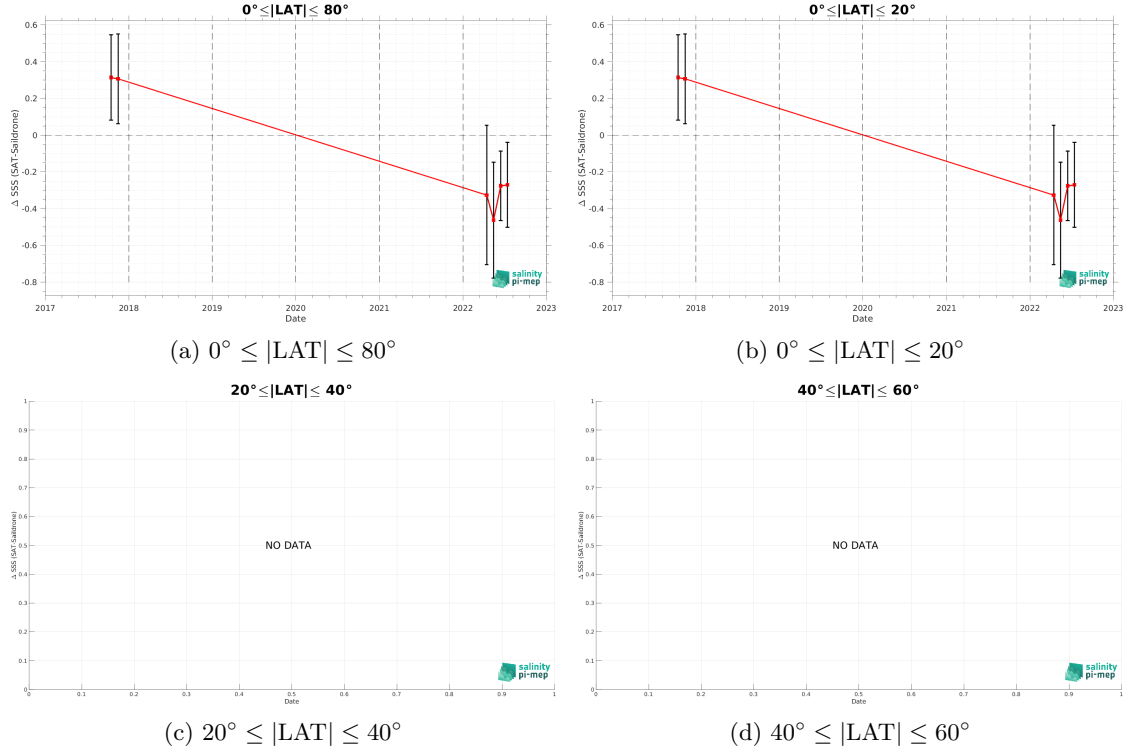 0°≤|LAT|≤ 80°
0.6
0.4
0.2
0
-0.2
-0.4
-0.6
-0.8
Δ SSS (SAT-Saildrone)
2017 2018 2019 2020 2021 2022 2023
Date
salinity
pi-mep
(a) 0° ≤ |LAT| ≤ 80°
0°≤|LAT|≤ 20°
0.6
0.4
0.2
0
-0.2
-0.4
-0.6
-0.8
Δ SSS (SAT-Saildrone)
2017 2018 2019 2020 2021 2022 2023
Date
salinity
pi-mep
(b) 0° ≤ |LAT| ≤ 20°
20°≤|LAT|≤ 40°
1
0.9
0.8
0.7
0.6
0.5
0.4
0.3
0.2
0.1
0
Δ SSS (SAT-Saildrone)
NO DATA
0 0.1 0.2 0.3 0.4 0.5 0.6 0.7 0.8 0.9 1
Date
salinity
pi-mep
(c) 20° ≤ |LAT| ≤ 40°
40°≤|LAT|≤ 60°
1
0.9
0.8
0.7
0.6
0.5
0.4
0.3
0.2
0.1
0
Δ SSS (SAT-Saildrone)
NO DATA
0 0.1 0.2 0.3 0.4 0.5 0.6 0.7 0.8 0.9 1
Date
salinity
pi-mep
(d) 40° ≤ |LAT| ≤ 60°